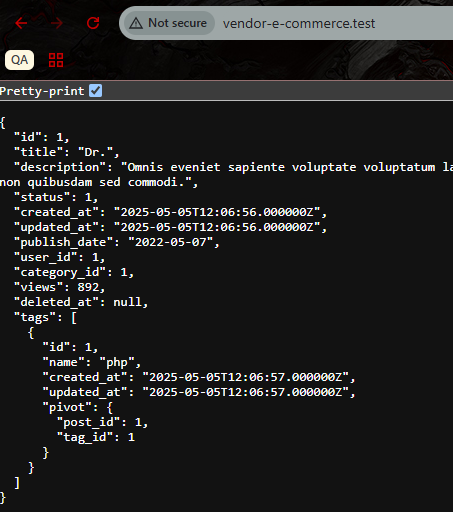 Not secure vendor-e-commerce.test
QA
Pretty-print
{
  "id": 1,
  "title": "Dr.",
  "description": "Omnis eveniet sapiente voluptate voluptatum
non quibusdam sed commodi.",
  "status": 1,
  "created_at": "2025-05-05T12:06:56.000000Z",
  "updated_at": "2025-05-05T12:06:56.000000Z",
  "publish_date": "2022-05-07",
  "user_id": 1,
  "category_id": 1,
  "views": 892,
  "deleted_at": null,
  "tags": [
    {
      "id": 1,
      "name": "php",
      "created_at": "2025-05-05T12:06:57.000000Z",
      "updated_at": "2025-05-05T12:06:57.000000Z",
      "pivot": {
        "post_id": 1,
        "tag_id": 1
      }
    }
  ]
}